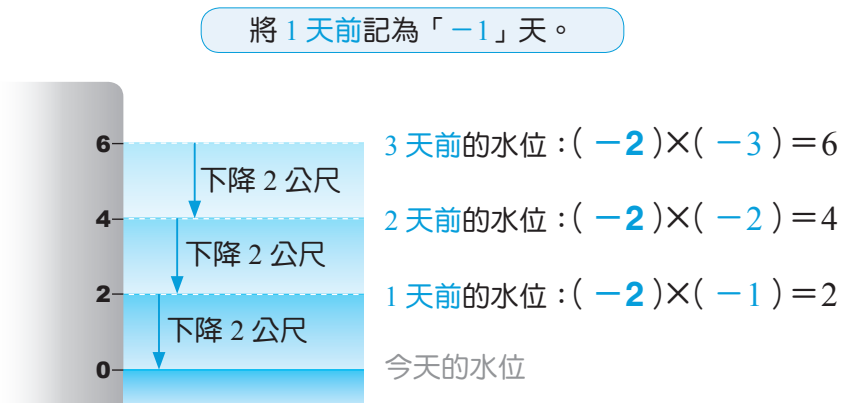 將 1 天前記為「－1」天。
6
3 天前的水位：( －2 )×( －3 )＝6
下降 2 公尺
4
2 天前的水位：( －2 )×( －2 )＝4
下降 2 公尺
2
1 天前的水位：( －2 )×( －1 )＝2
下降 2 公尺
0
今天的水位